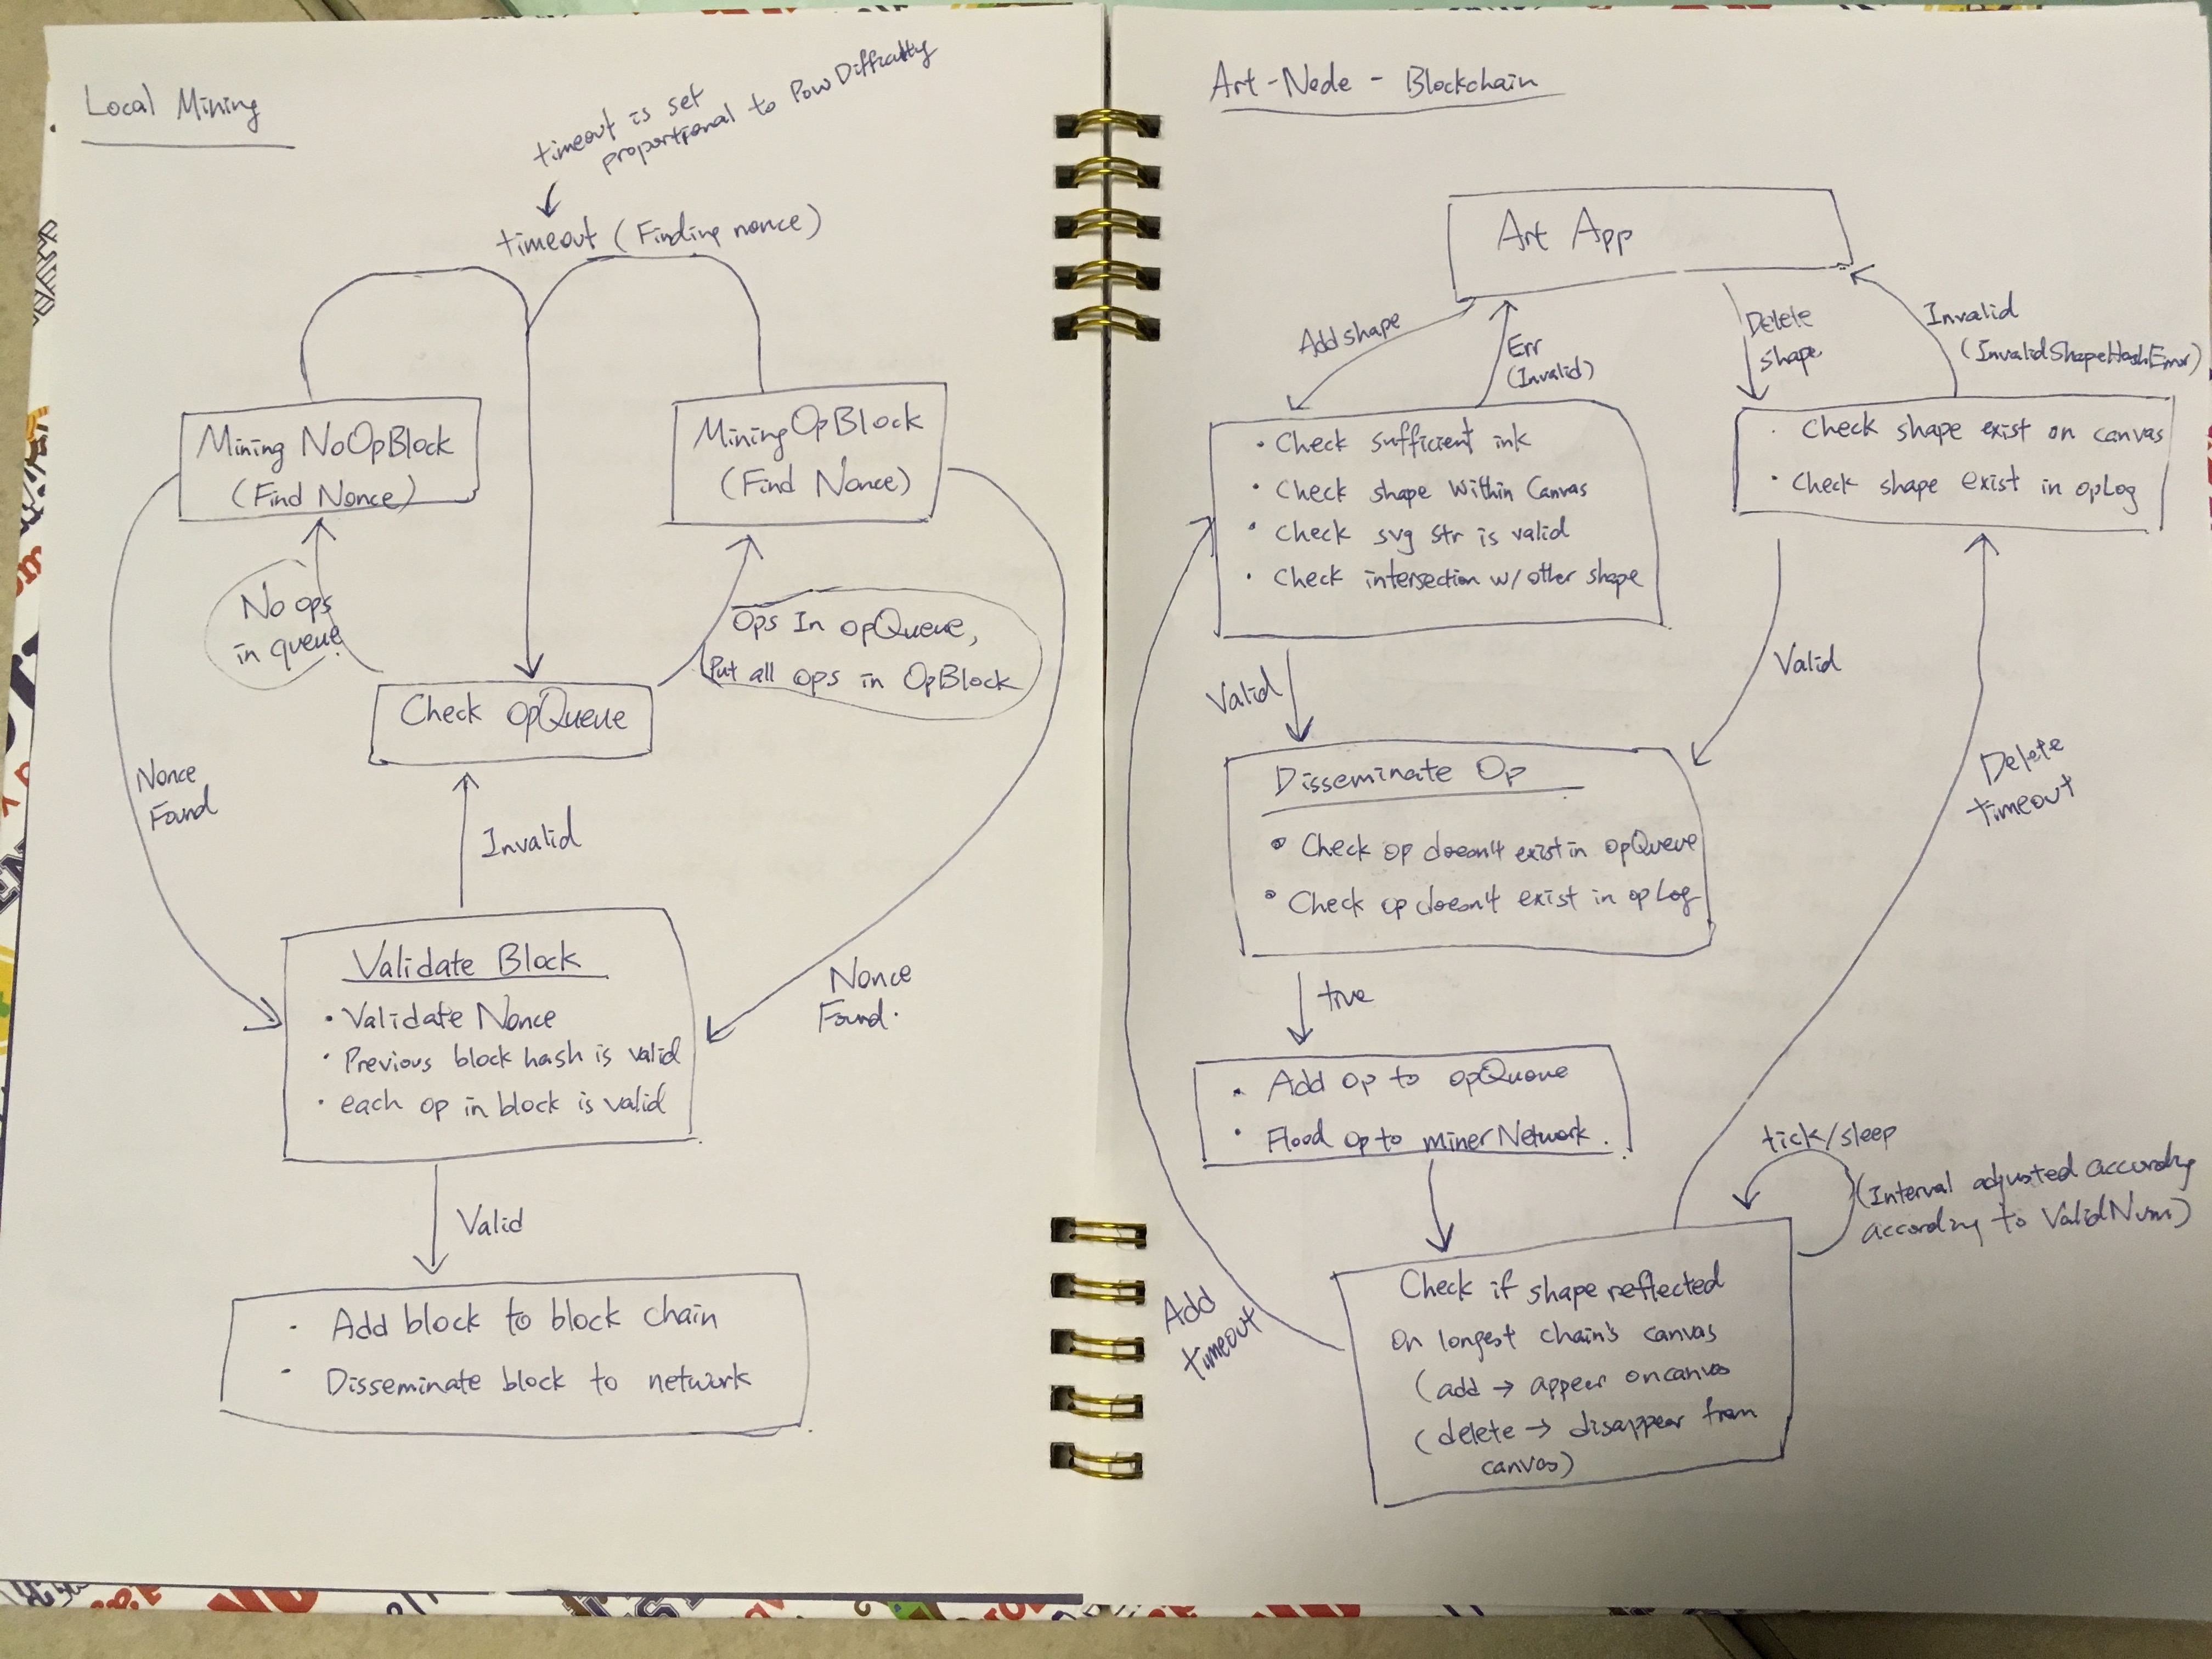 Local Mining
timeout is set
proportional to PowDifficulty
timeout (Finding nonce)
Mining NoOpBlock
(Find Nonce)
Mining OpBlock
(Find Nonce)
No ops
in queue
Ops In opQueue,
Put all ops in OpBlock
Check opQueue
Nonce
Found
Invalid
Validate Block
• Validate Nonce
• Previous block hash is valid
• each op in block is valid
Nonce
Found.
Valid
• Add block to block chain
- Disseminate block to network
Art-Node - Blockchain
Art App
Add shape
Err
(Invalid)
Delete
shape
Invalid
(InvalidShapeHashError)
• Check sufficient ink
• Check shape Within Canvas
• Check svg str is valid
• Check intersection w/ other shape
• Check shape exist on canvas
• Check shape exist in opLog
Valid
Valid
Disseminate Op
• Check op doesn't exist in opQueue
• Check op doesn't exist in opLog
Delete
timeout
true
• Add op to opQueue
• Flood op to minerNetwork.
tick/sleep
(Interval adjusted according
according to ValidNum)
Add
timeout
Check if shape reflected
on longest chain's canvas
(add → appear on canvas
(delete → disappear from
canvas)